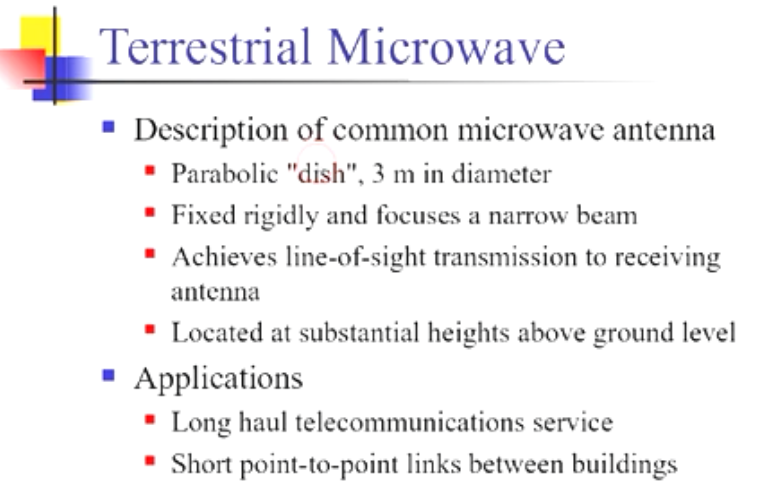 Terrestrial Microwave
Description of common microwave antenna
Parabolic "dish", 3 m in diameter
Fixed rigidly and focuses a narrow beam
Achieves line-of-sight transmission to receiving
antenna
Located at substantial heights above ground level
Applications
Long haul telecommunications service
Short point-to-point links between buildings